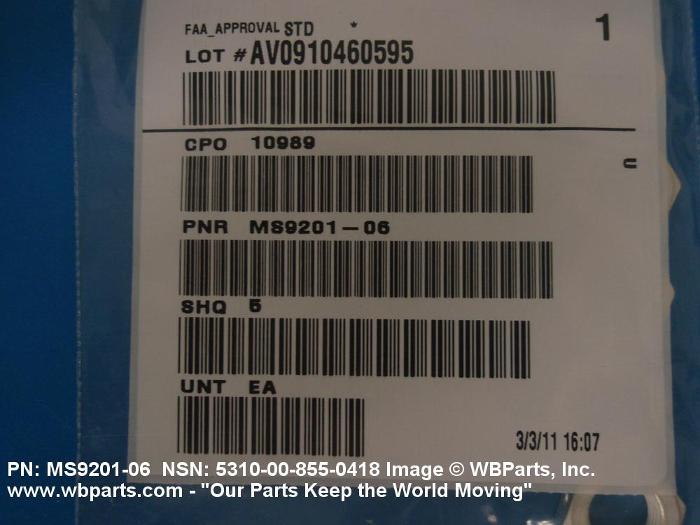 FAA_APPROVAL STD *
1
LOT # AV0910460595
CPO 10989
U
PNR MS9201-06
SHQ 5
UNT EA
3/3/11 16:07
PN: MS9201-06 NSN: 5310-00-855-0418 Image © WBParts, Inc.
www.wbparts.com - "Our Parts Keep the World Moving"